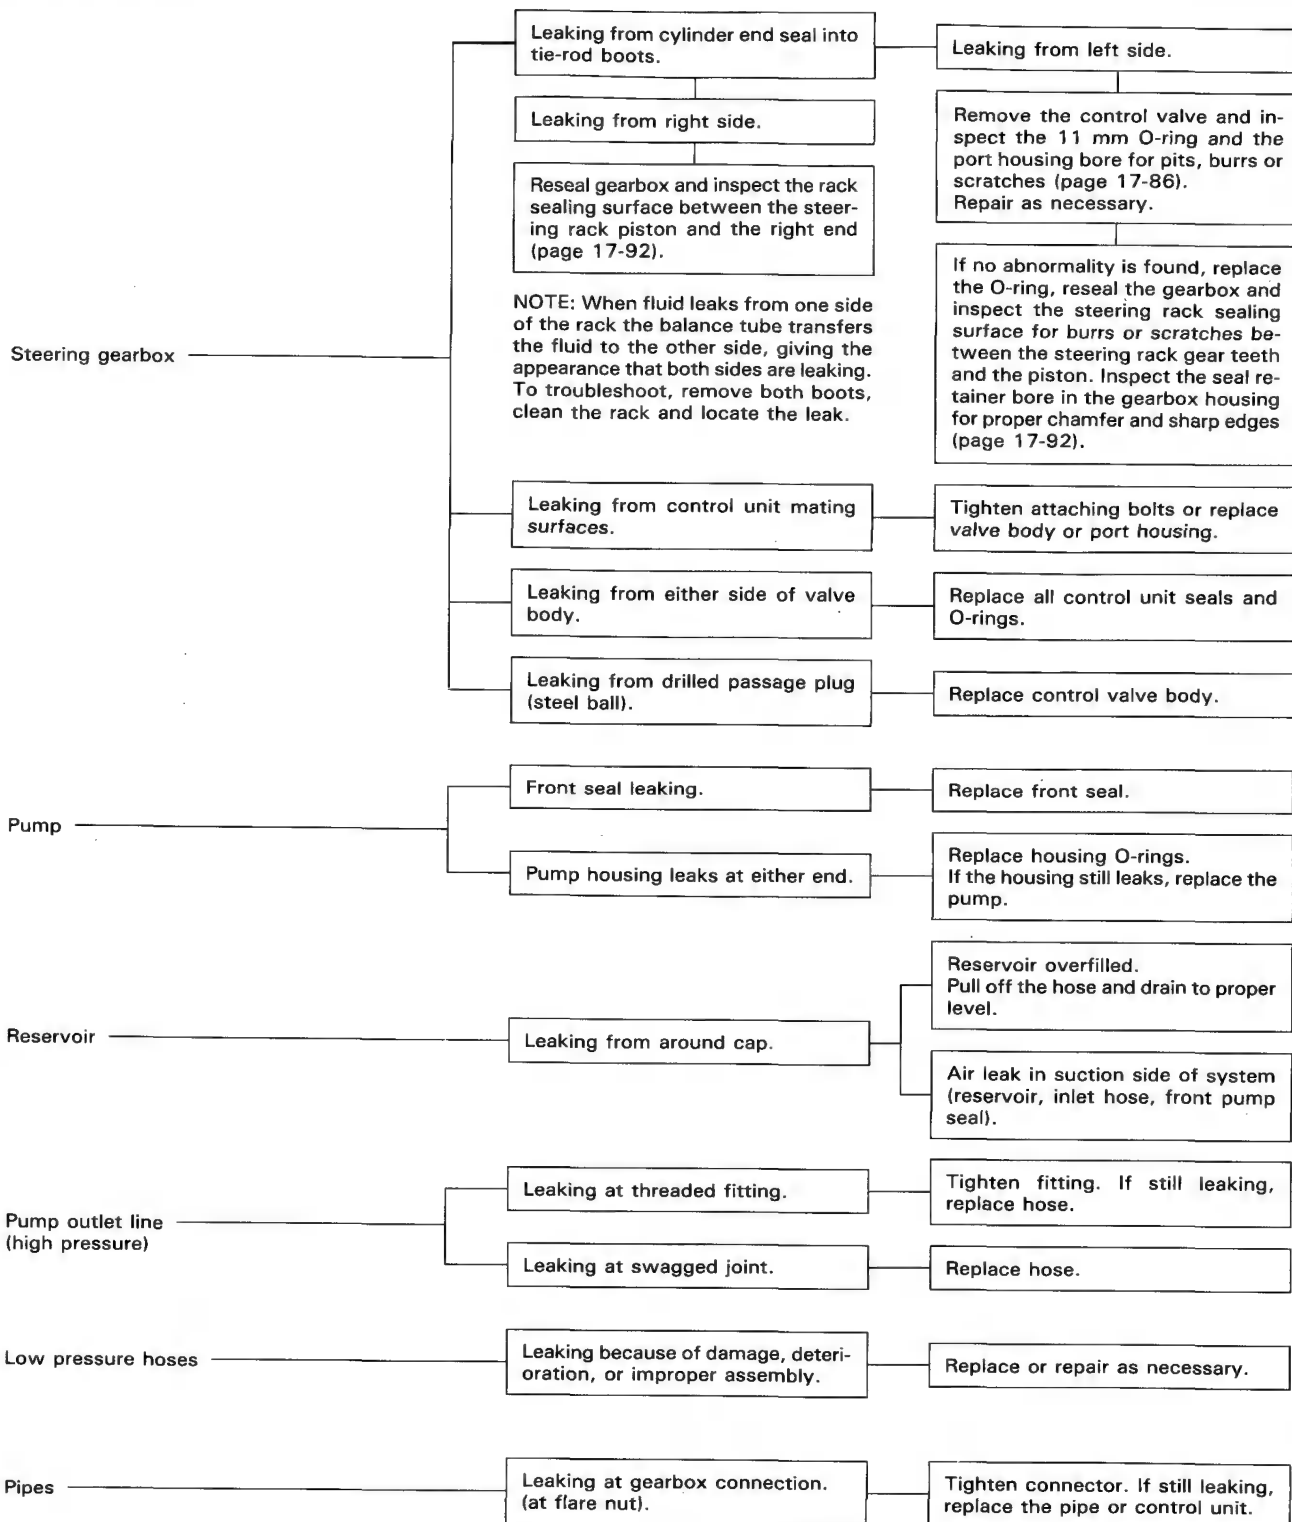 Steering gearbox
Leaking from cylinder end seal into
tie-rod boots.
Leaking from right side.
Reseal gearbox and inspect the rack
sealing surface between the steer-
ing rack piston and the right end
(page 17-92).
NOTE: When fluid leaks from one side
of the rack the balance tube transfers
the fluid to the other side, giving the
appearance that both sides are leaking.
To troubleshoot, remove both boots,
clean the rack and locate the leak.
Leaking from left side.
Remove the control valve and in-
spect the 11 mm O-ring and the
port housing bore for pits, burrs or
scratches (page 17-86).
Repair as necessary.
If no abnormality is found, replace
the O-ring, reseal the gearbox and
inspect the steering rack sealing
surface for burrs or scratches be-
tween the steering rack gear teeth
and the piston. Inspect the seal re-
tainer bore in the gearbox housing
for proper chamfer and sharp edges
(page 17-92).
Leaking from control unit mating
surfaces.
Tighten attaching bolts or replace
valve body or port housing.
Leaking from either side of valve
body.
Replace all control unit seals and
O-rings.
Leaking from drilled passage plug
(steel ball).
Replace control valve body.
Pump
Front seal leaking.
Replace front seal.
Pump housing leaks at either end.
Replace housing O-rings.
If the housing still leaks, replace the
pump.
Reservoir
Leaking from around cap.
Reservoir overfilled.
Pull off the hose and drain to proper
level.
Air leak in suction side of system
(reservoir, inlet hose, front pump
seal).
Pump outlet line
(high pressure)
Leaking at threaded fitting.
Tighten fitting. If still leaking,
replace hose.
Leaking at swagged joint.
Replace hose.
Low pressure hoses
Leaking because of damage, deteri-
oration, or improper assembly.
Replace or repair as necessary.
Pipes
Leaking at gearbox connection.
(at flare nut).
Tighten connector. If still leaking,
replace the pipe or control unit.